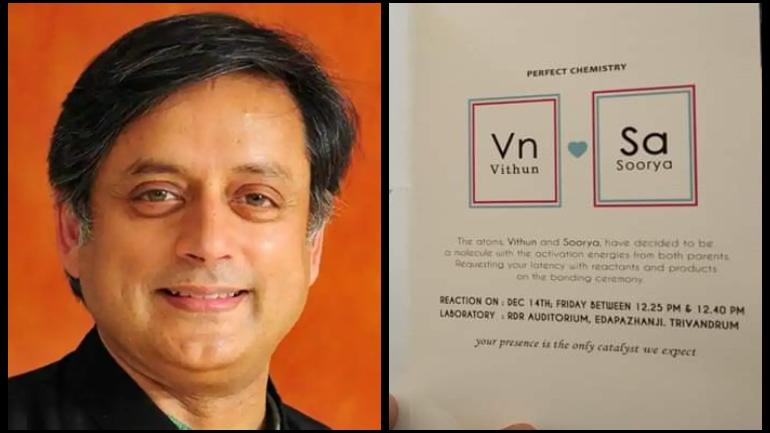 PERFECT CHEMISTRY
Vn
Vithun
Sa
Soorya
The atoms, Vithun and Soorya, have decided to be
a molecule with the activation energies from both parents.
Requesting your latency with reactants and products
on the bonding ceremony.
REACTION ON : DEC 14TH; FRIDAY BETWEEN 12.25 PM & 12.40 PM
LABORATORY : RDR AUDITORIUM, EDAPAZHANJI, TRIVANDRUM
your presence is the only catalyst we expect